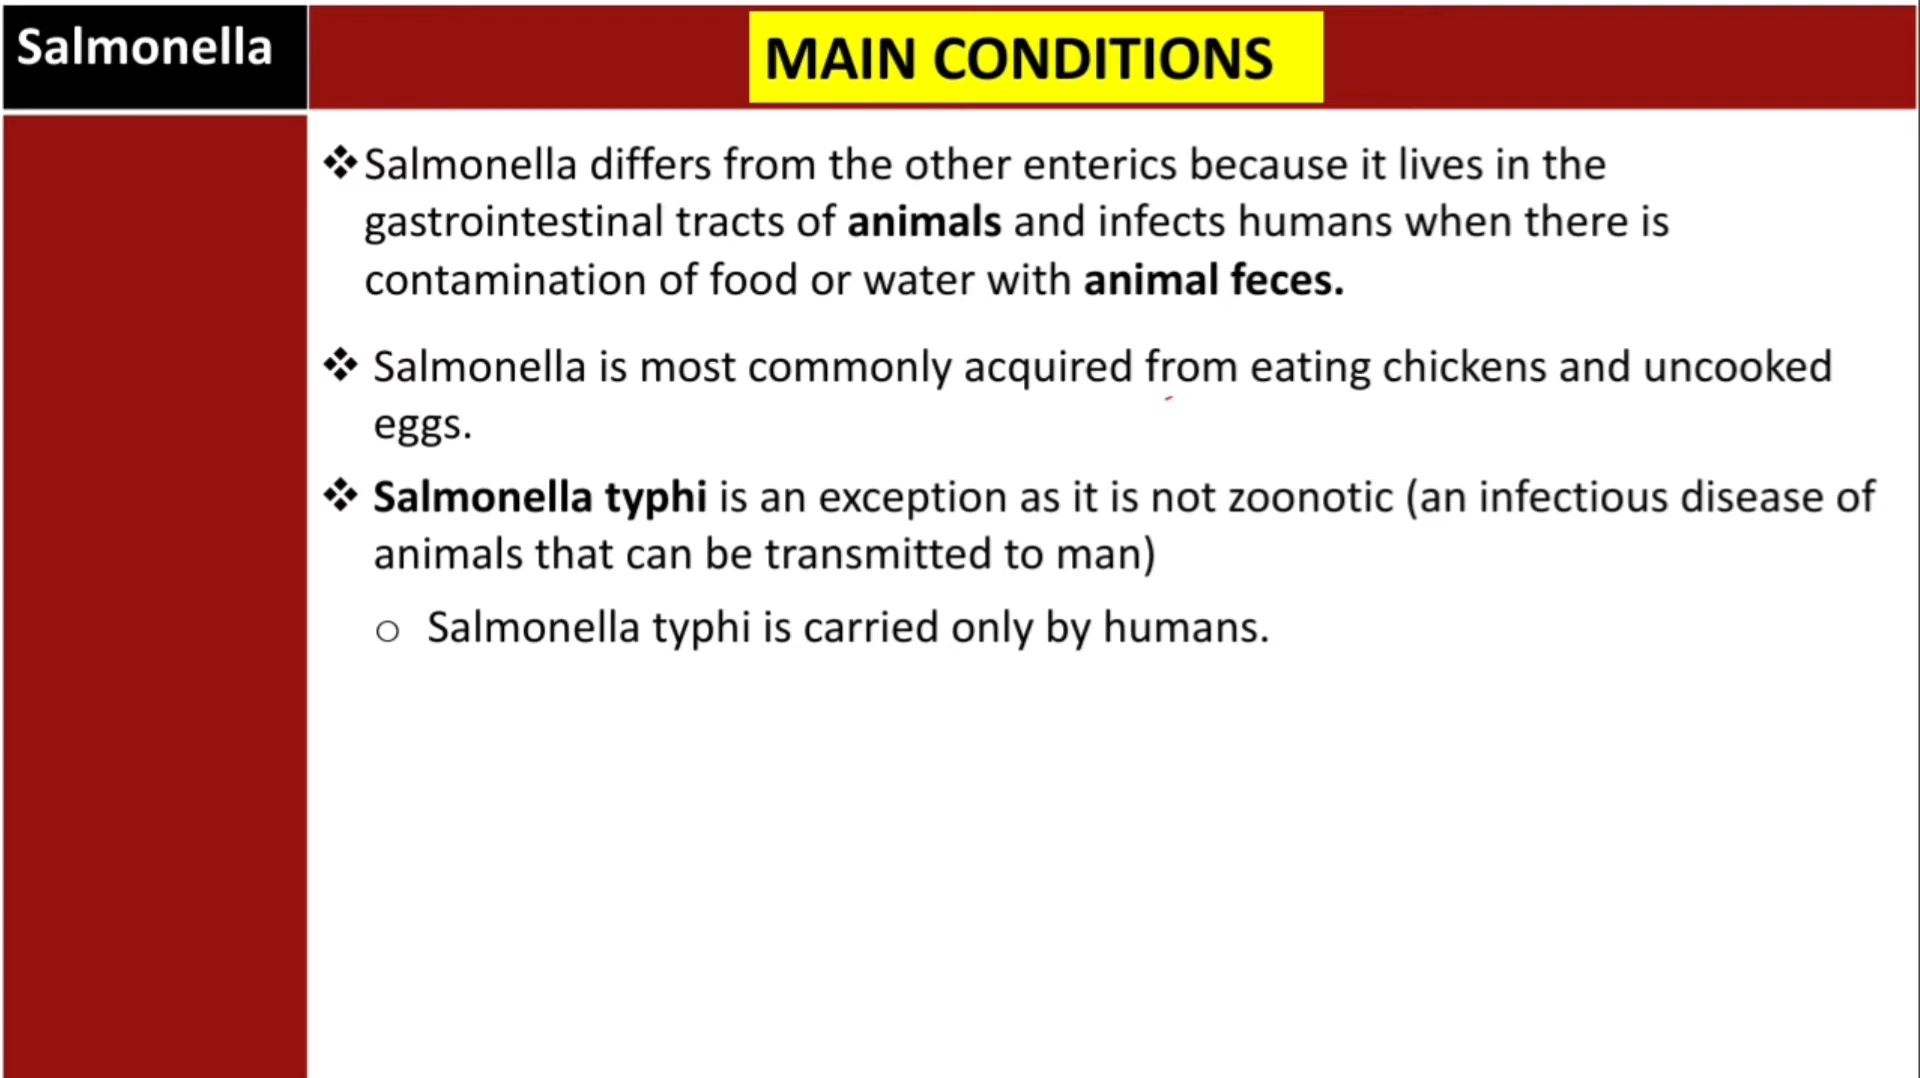 Salmonella
MAIN CONDITIONS
❖ Salmonella differs from the other enterics because it lives in the
gastrointestinal tracts of animals and infects humans when there is
contamination of food or water with animal feces.
❖ Salmonella is most commonly acquired from eating chickens and uncooked
eggs.
❖ Salmonella typhi is an exception as it is not zoonotic (an infectious disease of
animals that can be transmitted to man)
o Salmonella typhi is carried only by humans.